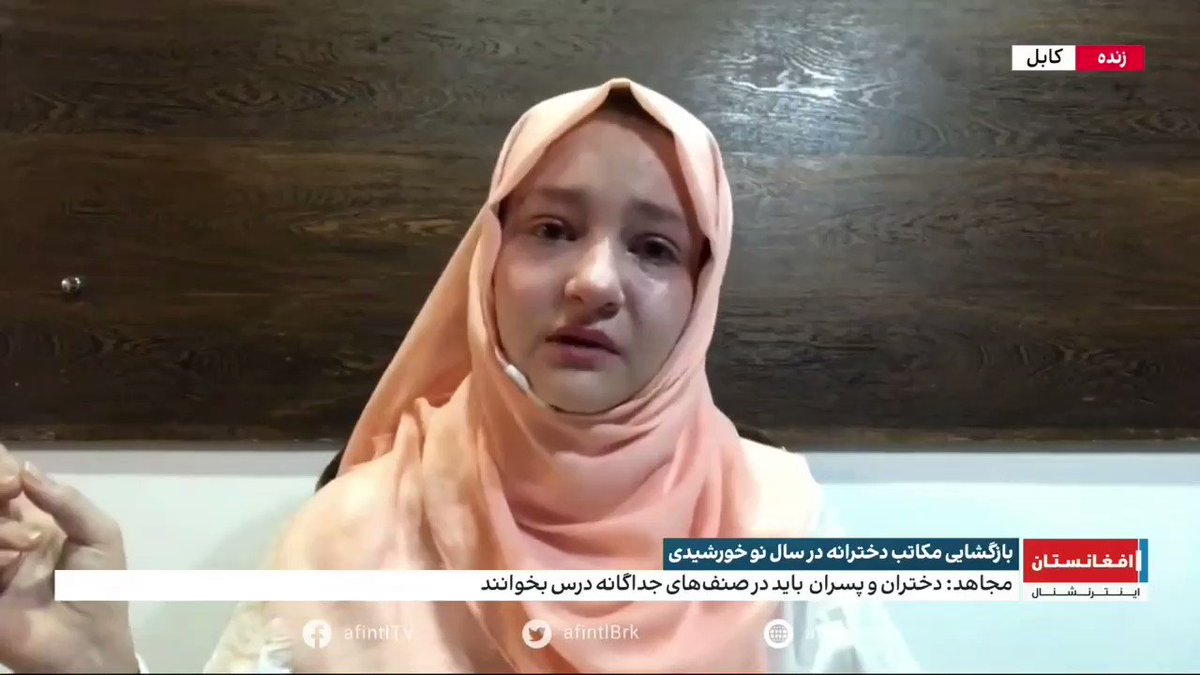 زنده
کابل
بازگشایی مکاتب دخترانه در سال نو خورشیدی
مجاهد: دختران و پسران باید در صنف‌های جداگانه درس بخوانند
افغانستان
اینترنشنال
afintlTV
afintlBrk